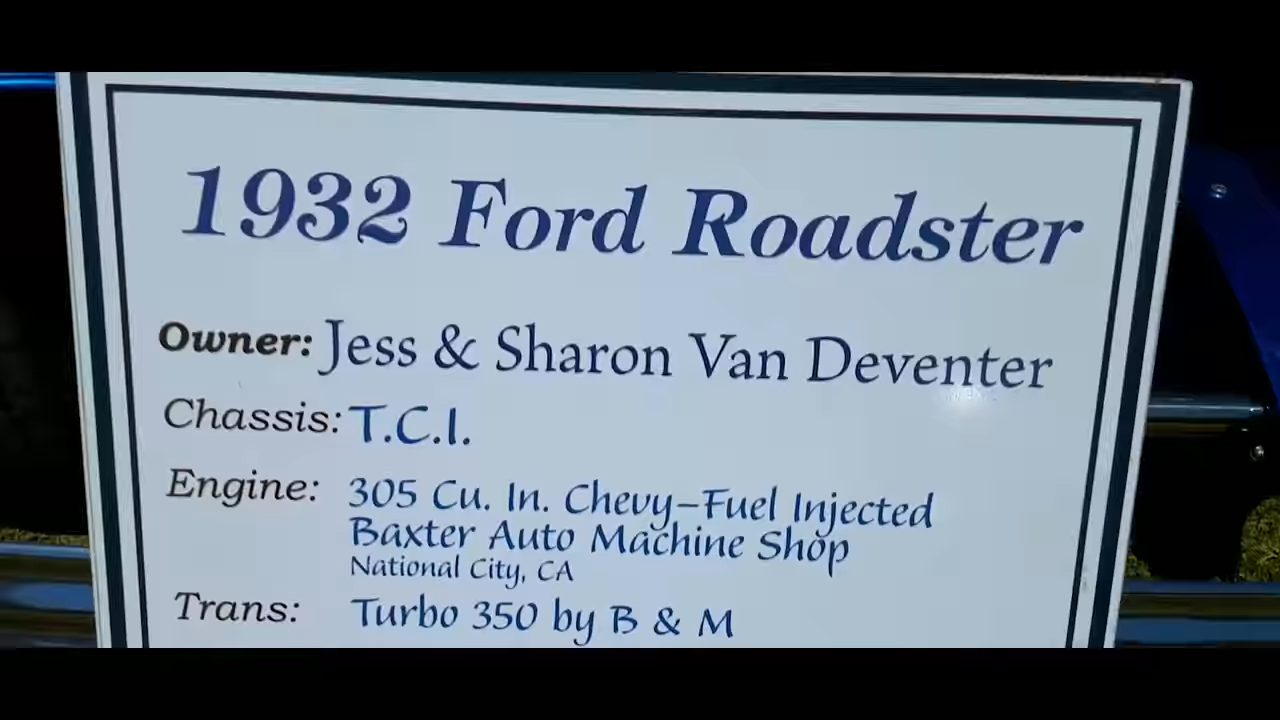 1932 Ford Roadster
Owner: Jess & Sharon Van Deventer
Chassis: T.C.I.
Engine: 305 Cu. In. Chevy-Fuel Injected
Baxter Auto Machine Shop
National City, CA
Trans: Turbo 350 by B & M